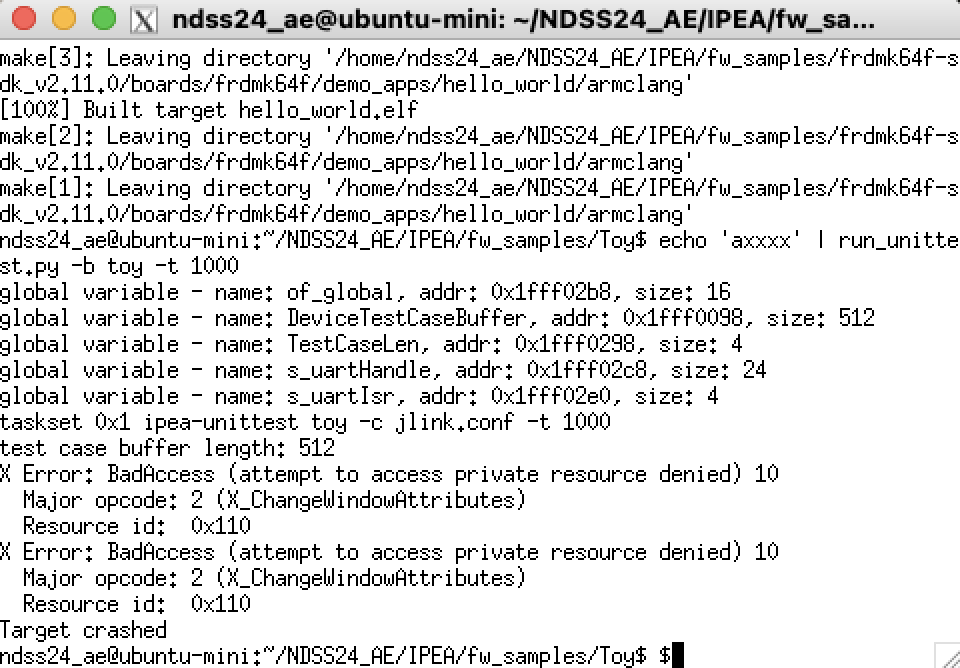 ndss24_ae@ubuntu-mini: ~/NDSS24_AE/IPEA/fw_sa...
make[3]: Leaving directory '/home/ndss24_ae/NDSS24_AE/IPEA/fw_samples/frdmk64f-s
dk_v2.11.0/boards/frdmk64f/demo_apps/hello_world/armclang'
[100%] Built target hello_world.elf
make[2]: Leaving directory '/home/ndss24_ae/NDSS24_AE/IPEA/fw_samples/frdmk64f-s
dk_v2.11.0/boards/frdmk64f/demo_apps/hello_world/armclang'
make[1]: Leaving directory '/home/ndss24_ae/NDSS24_AE/IPEA/fw_samples/frdmk64f-s
dk_v2.11.0/boards/frdmk64f/demo_apps/hello_world/armclang'
ndss24_ae@ubuntu-mini:~/NDSS24_AE/IPEA/fw_samples/Toy$ echo 'axxxx' | run_unitte
st.py -b toy -t 1000
global variable - name: of_global, addr: 0x1fff02b8, size: 16
global variable - name: DeviceTestCaseBuffer, addr: 0x1fff0098, size: 512
global variable - name: TestCaseLen, addr: 0x1fff0298, size: 4
global variable - name: s_uartHandle, addr: 0x1fff02c8, size: 24
global variable - name: s_uartIsr, addr: 0x1fff02e0, size: 4
taskset 0x1 ipea-unittest toy -c jlink.conf -t 1000
test case buffer length: 512
X Error: BadAccess (attempt to access private resource denied) 10
  Major opcode: 2 (X_ChangeWindowAttributes)
  Resource id:  0x110
X Error: BadAccess (attempt to access private resource denied) 10
  Major opcode: 2 (X_ChangeWindowAttributes)
  Resource id:  0x110
Target crashed
ndss24_ae@ubuntu-mini:~/NDSS24_AE/IPEA/fw_samples/Toy$ $